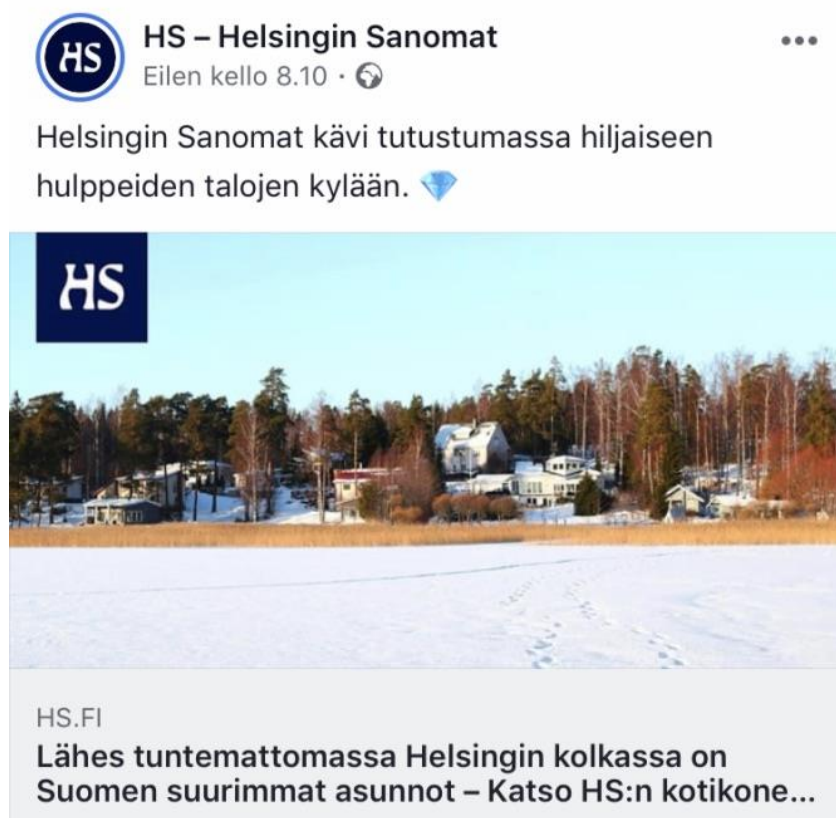 HS
HS – Helsingin Sanomat
Eilen kello 8.10 ·
Helsingin Sanomat kävi tutustumassa hiljaiseen
hulppeiden talojen kylään. 💎
HS
HS.FI
Lähes tuntemattomassa Helsingin kolkassa on
Suomen suurimmat asunnot – Katso HS:n kotikone...